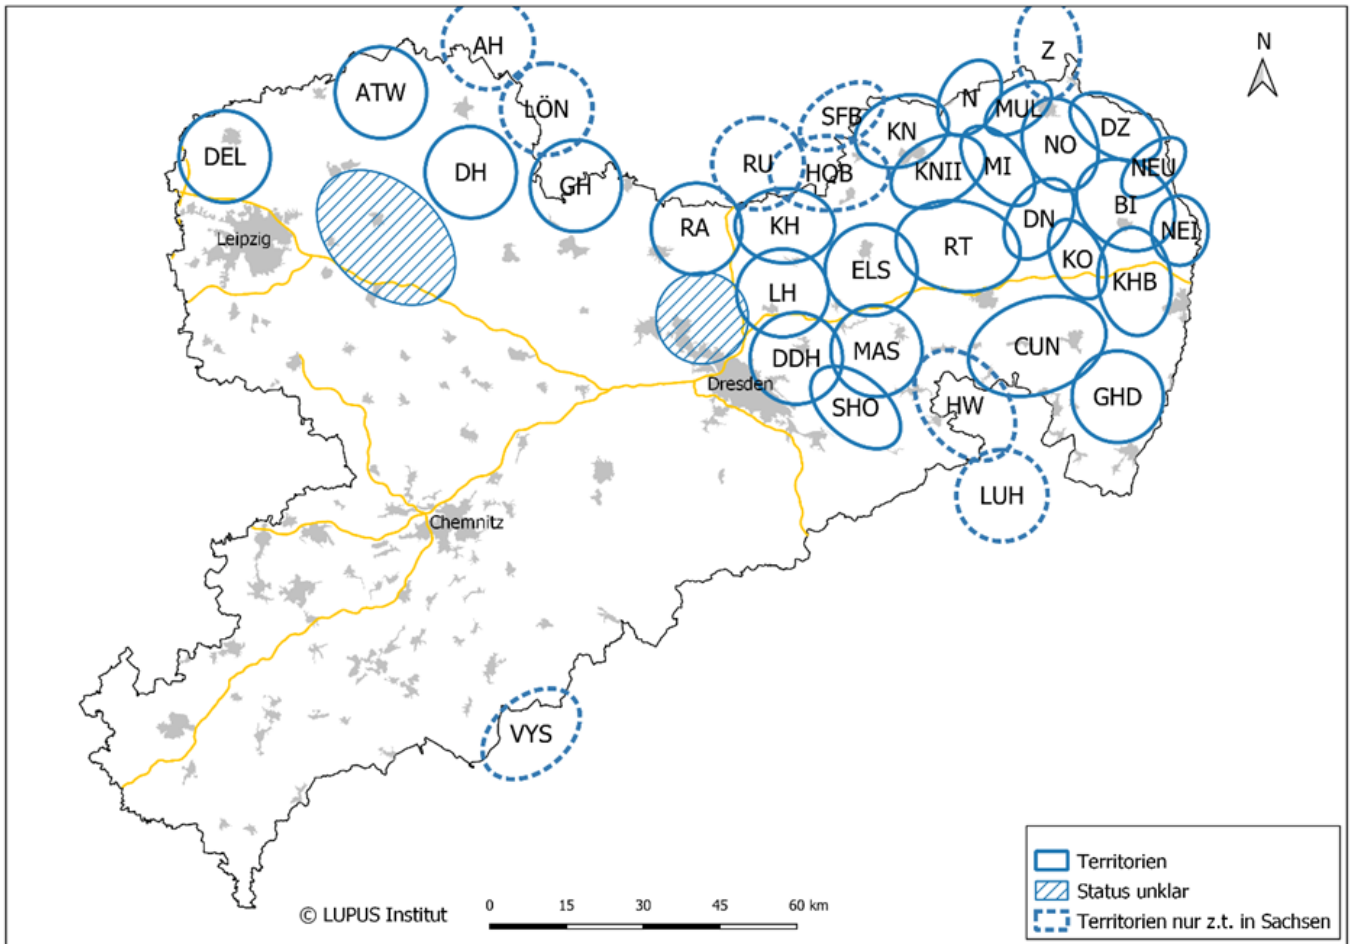 AH
Z
N
ATW
LÖN
SFB
N
MUL
KN
NO
DZ
DEL
DH
GH
RU
HOB
KNII
MI
NEU
RA
KH
DN
BI
NEI
Leipzig
RT
KO
ELS
LH
KHB
DDH
MAS
CUN
Dresden
SHO
HW
GHD
LUH
Chemnitz
VYS
Territorien
Status unklar
Territorien nur z.t. in Sachsen
© LUPUS Institut
0 15 30 45 60 km